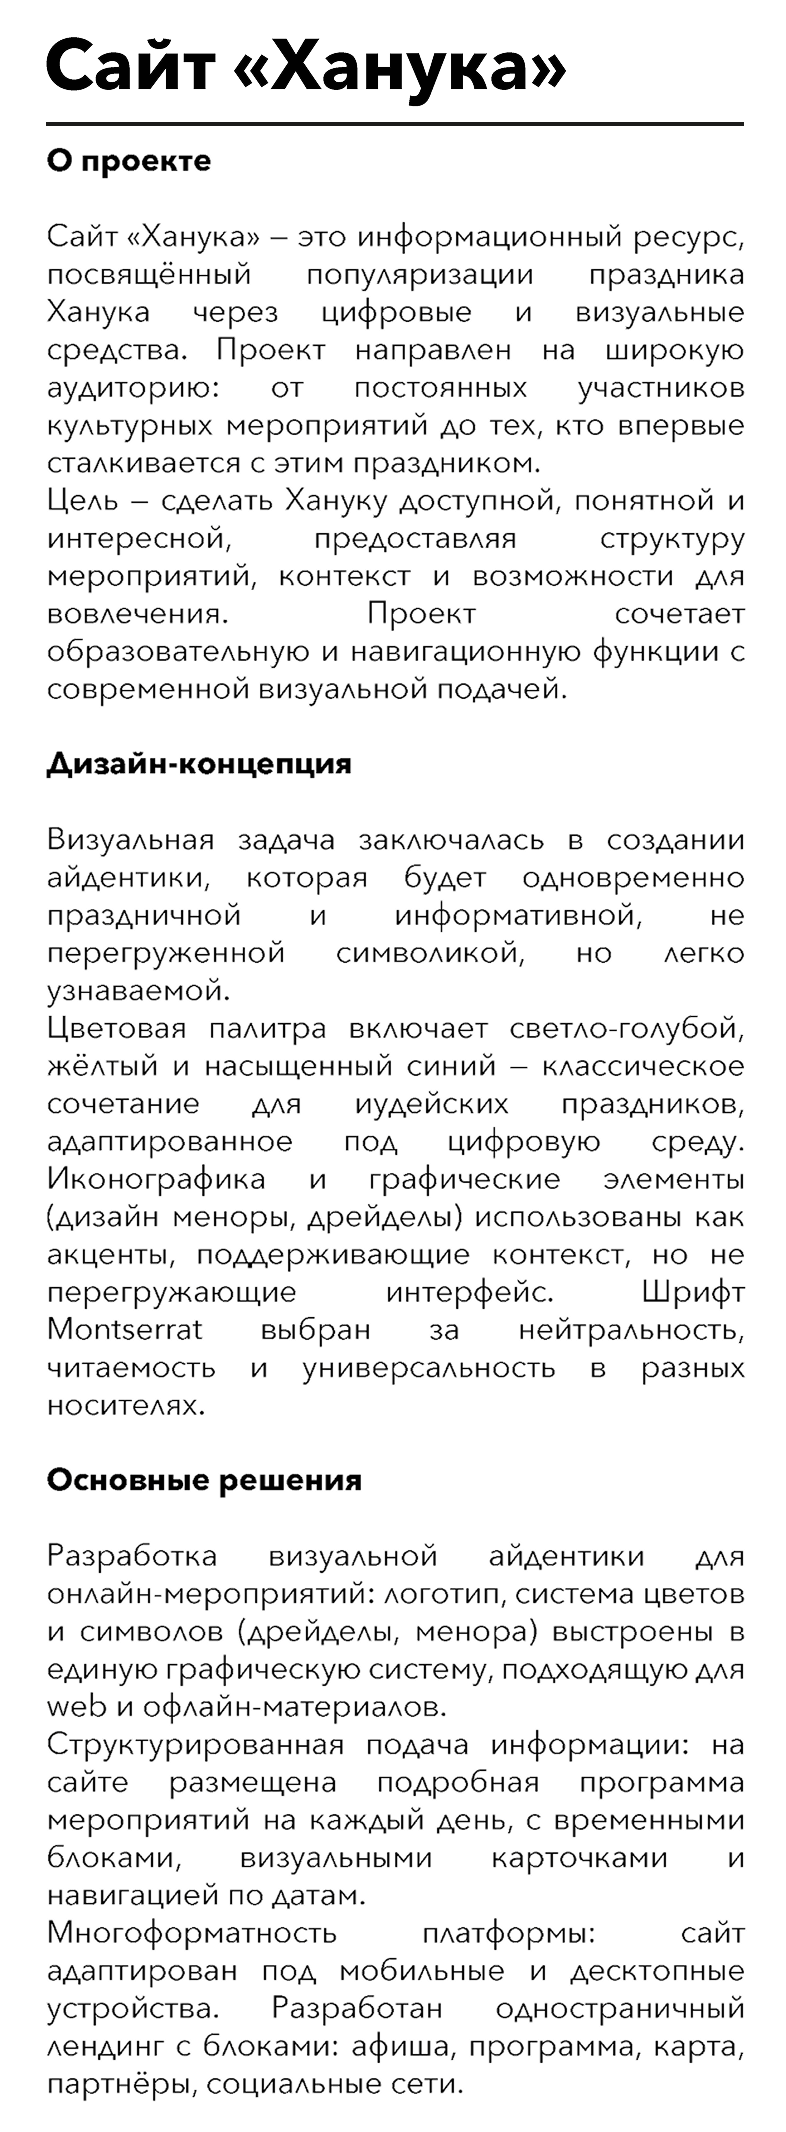 Сайт «Ханука»
О проекте
Сайт «Ханука» – это информационный ресурс,
посвящённый популяризации праздника
Ханука через цифровые и визуальные
средства. Проект направлен на широкую
аудиторию: от постоянных участников
культурных мероприятий до тех, кто впервые
сталкивается с этим праздником.
Цель – сделать Хануку доступной, понятной и
интересной, предоставляя структуру
мероприятий, контекст и возможности для
вовлечения. Проект сочетает
образовательную и навигационную функции с
современной визуальной подачей.
Дизайн-концепция
Визуальная задача заключалась в создании
айдентики, которая будет одновременно
праздничной и информативной, не
перегруженной символикой, но легко
узнаваемой.
Цветовая палитра включает светло-голубой,
жёлтый и насыщенный синий – классическое
сочетание для иудейских праздников,
адаптированное под цифровую среду.
Иконографика и графические элементы
(дизайн меноры, дрейделы) использованы как
акценты, поддерживающие контекст, но не
перегружающие интерфейс. Шрифт
Montserrat выбран за нейтральность,
читаемость и универсальность в разных
носителях.
Основные решения
Разработка визуальной айдентики для
онлайн-мероприятий: логотип, система цветов
и символов (дрейделы, менора) выстроены в
единую графическую систему, подходящую для
web и офлайн-материалов.
Структурированная подача информации: на
сайте размещена подробная программа
мероприятий на каждый день, с временными
блоками, визуальными карточками и
навигацией по датам.
Многоформатность платформы: сайт
адаптирован под мобильные и десктопные
устройства. Разработан одностраничный
лендинг с блоками: афиша, программа, карта,
партнёры, социальные сети.